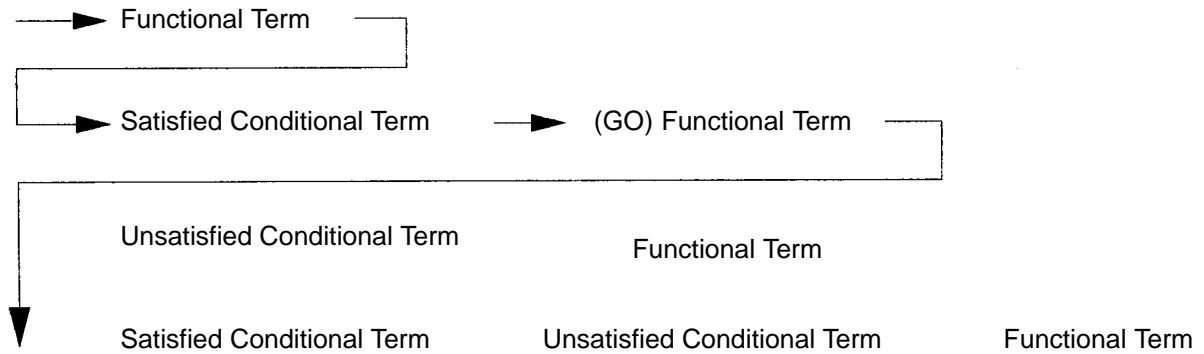 Functional Term
Satisfied Conditional Term (GO) Functional Term
Unsatisfied Conditional Term Functional Term
Satisfied Conditional Term Unsatisfied Conditional Term Functional Term